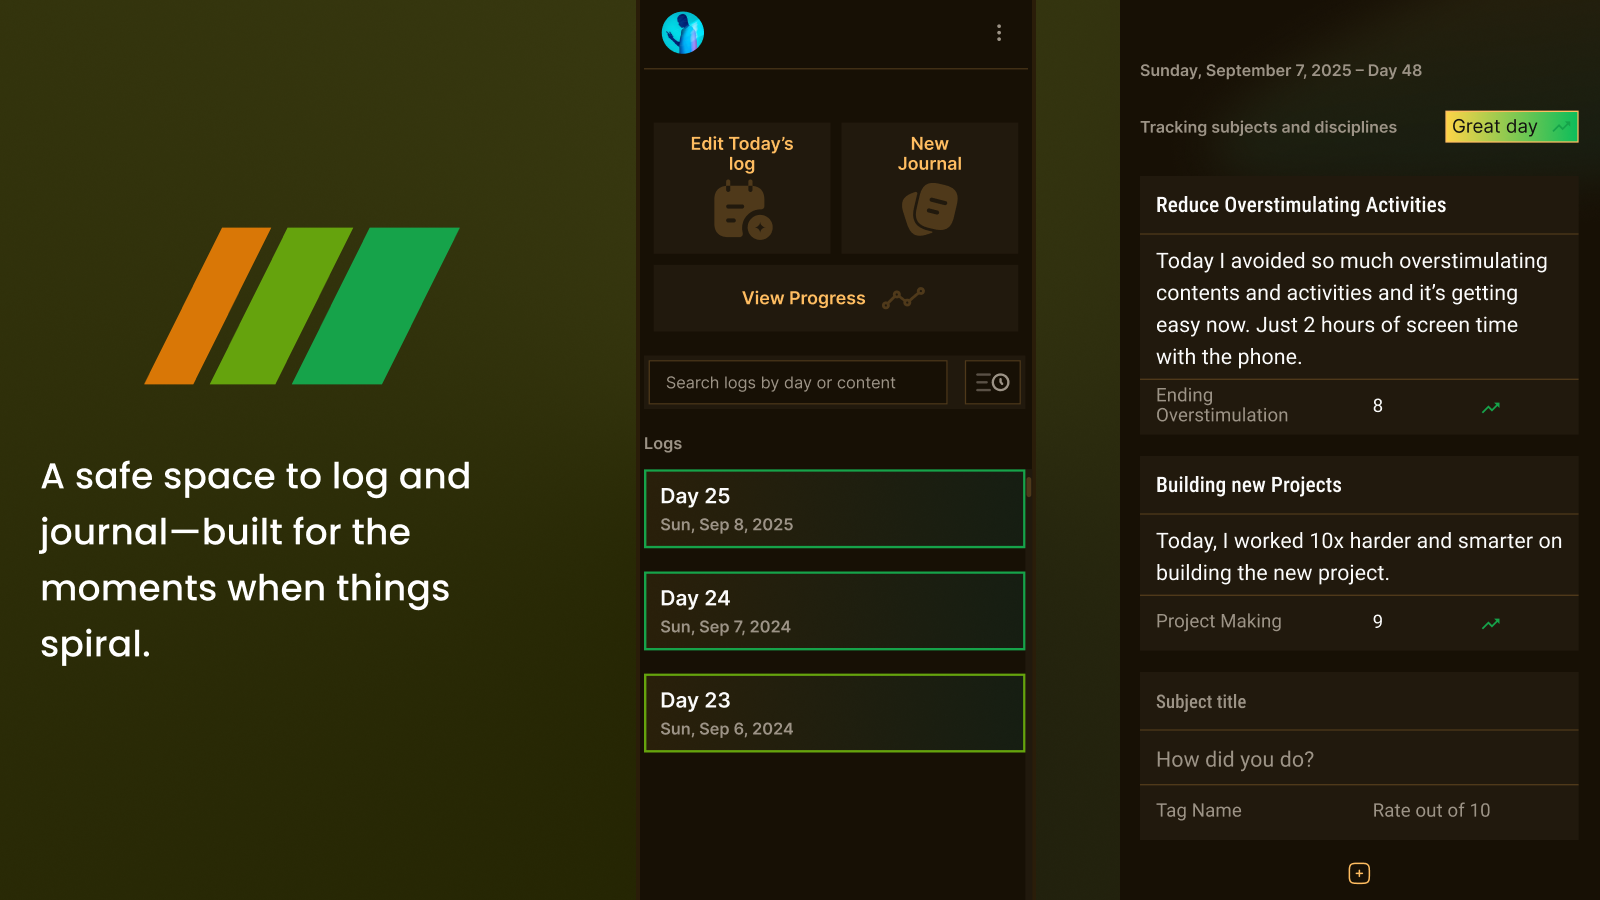 A safe space to log and
journal—built for the
moments when things
spiral.
Edit Today’s
log
New
Journal
View Progress
Search logs by day or content
Logs
Day 25
Sun, Sep 8, 2025
Day 24
Sun, Sep 7, 2024
Day 23
Sun, Sep 6, 2024
Sunday, September 7, 2025 – Day 48
Tracking subjects and disciplines
Great day
Reduce Overstimulating Activities
Today I avoided so much overstimulating
contents and activities and it’s getting
easy now. Just 2 hours of screen time
with the phone.
Ending
Overstimulation
8
Building new Projects
Today, I worked 10x harder and smarter on
building the new project.
Project Making
9
Subject title
How did you do?
Tag Name
Rate out of 10